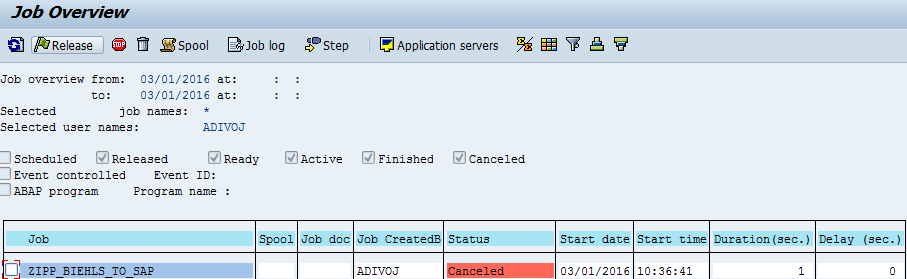 Job Overview
Release Spool Job log Step Application servers
Job overview from: 03/01/2016 at: : :
to: 03/01/2016 at: : :
Selected job names: *
Selected user names: ADIVOJ
Scheduled Released Ready Active Finished Canceled
Event controlled Event ID:
ABAP program Program name :
Job Spool Job doc Job CreatedB Status Start date Start time Duration(sec.) Delay (sec.)
ZIPP_BIEHLS_TO_SAP ADIVOJ Canceled 03/01/2016 10:36:41 1 0